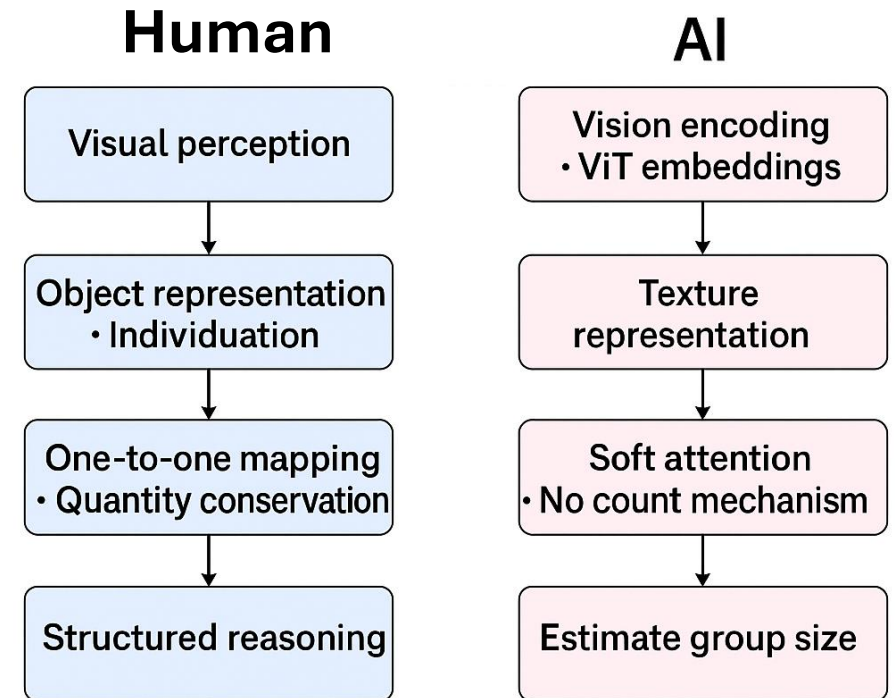 Human
Visual perception
Object representation
• Individuation
One-to-one mapping
• Quantity conservation
Structured reasoning
AI
Vision encoding
• ViT embeddings
Texture
representation
Soft attention
• No count mechanism
Estimate group size